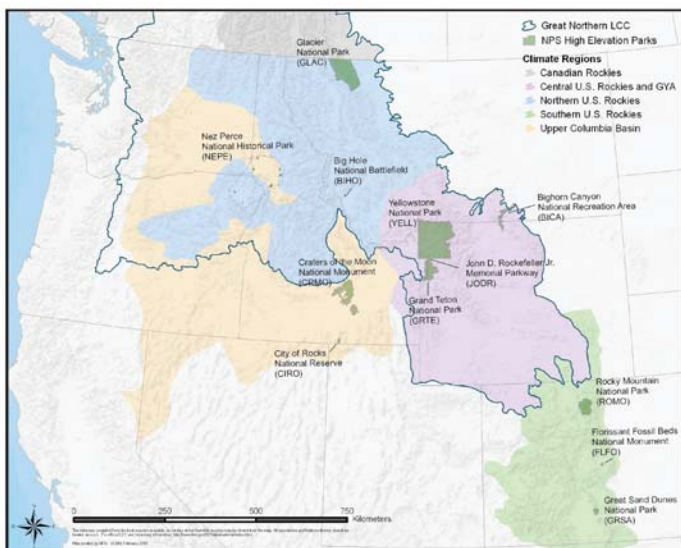 Great Northern LCC
NPS High Elevation Parks
Climate Regions
Canadian Rockies
Central U.S. Rockies and GYA
Northern U.S. Rockies
Southern U.S. Rockies
Upper Columbia Basin
Glacier
National Park
(GLAC)
Nez Perce
National Historical Park
(NEPE)
Big Hole
National Battlefield
(BIHO)
Yellowstone
National Park
(YELL)
Bighorn Canyon
National Recreation Area
(BICA)
Craters of the Moon
National Monument
(CRMO)
John D. Rockefeller Jr.
Memorial Parkway
(JODR)
Grand Teton
National Park
(GRTE)
City of Rocks
National Reserve
(CIRO)
Rocky Mountain
National Park
(ROMO)
Florissant Fossil Beds
National Monument
(FLFO)
Great Sand Dunes
National Park
(GRSA)
0 250 500 750
Kilometers